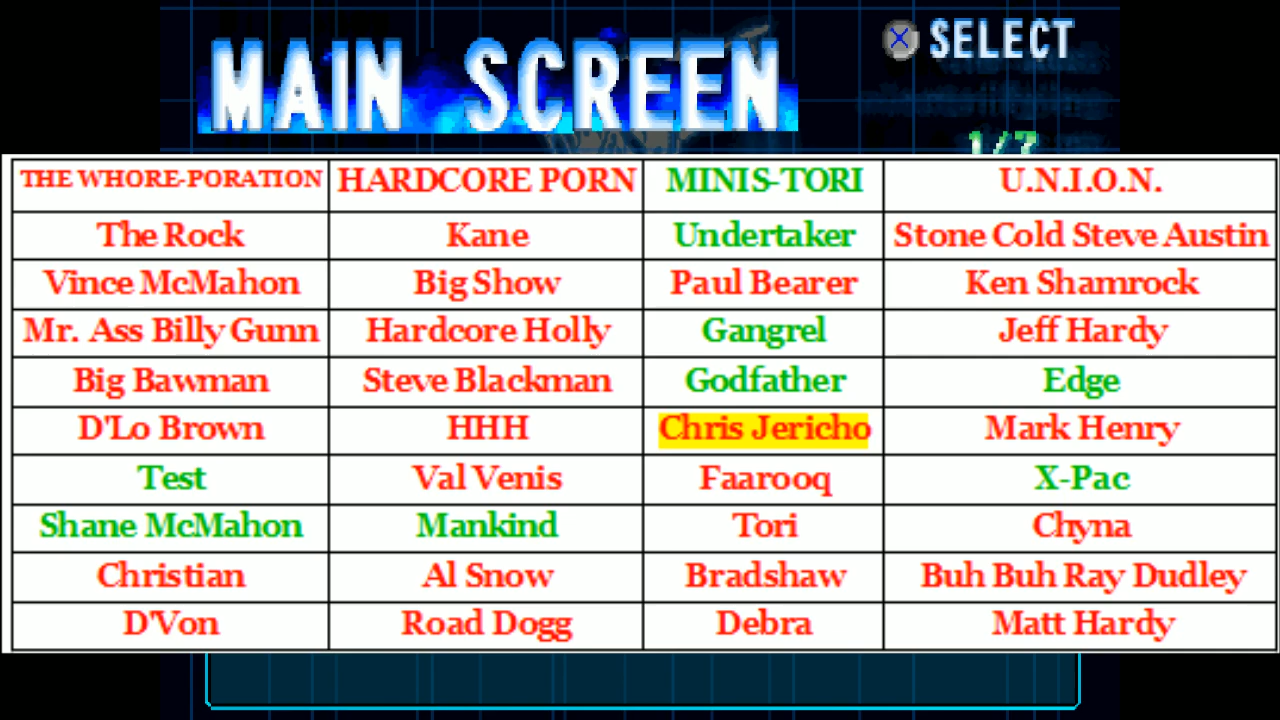 MAIN SCREEN
SELECT
1/7
THE WHORE-PORATION HARDCORE PORN MINIS-TORI U.N.I.O.N.
The Rock Kane Undertaker Stone Cold Steve Austin
Vince McMahon Big Show Paul Bearer Ken Shamrock
Mr. Ass Billy Gunn Hardcore Holly Gangrel Jeff Hardy
Big Bawman Steve Blackman Godfather Edge
D'Lo Brown HHH Chris Jericho Mark Henry
Test Val Venis Faarooq X-Pac
Shane McMahon Mankind Tori Chyna
Christian Al Snow Bradshaw Buh Buh Ray Dudley
D'Von Road Dogg Debra Matt Hardy